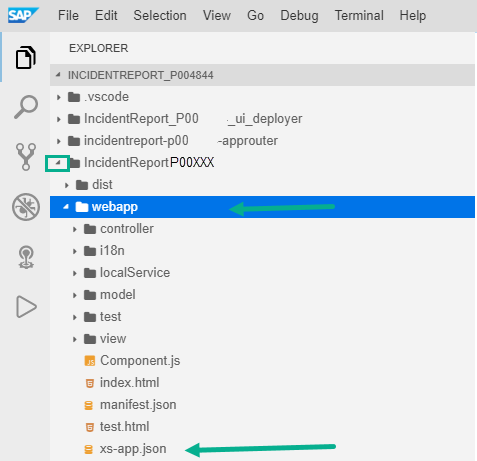 SAP File Edit Selection View Go Debug Terminal Help
EXPLORER
INCIDENTREPORT_P004844
.vscode
IncidentReport_P00 _ui_deployer
incidentreport-p00 -approuter
IncidentReportP00XXX
dist
webapp
controller
i18n
localService
model
test
view
Component.js
index.html
manifest.json
test.html
xs-app.json